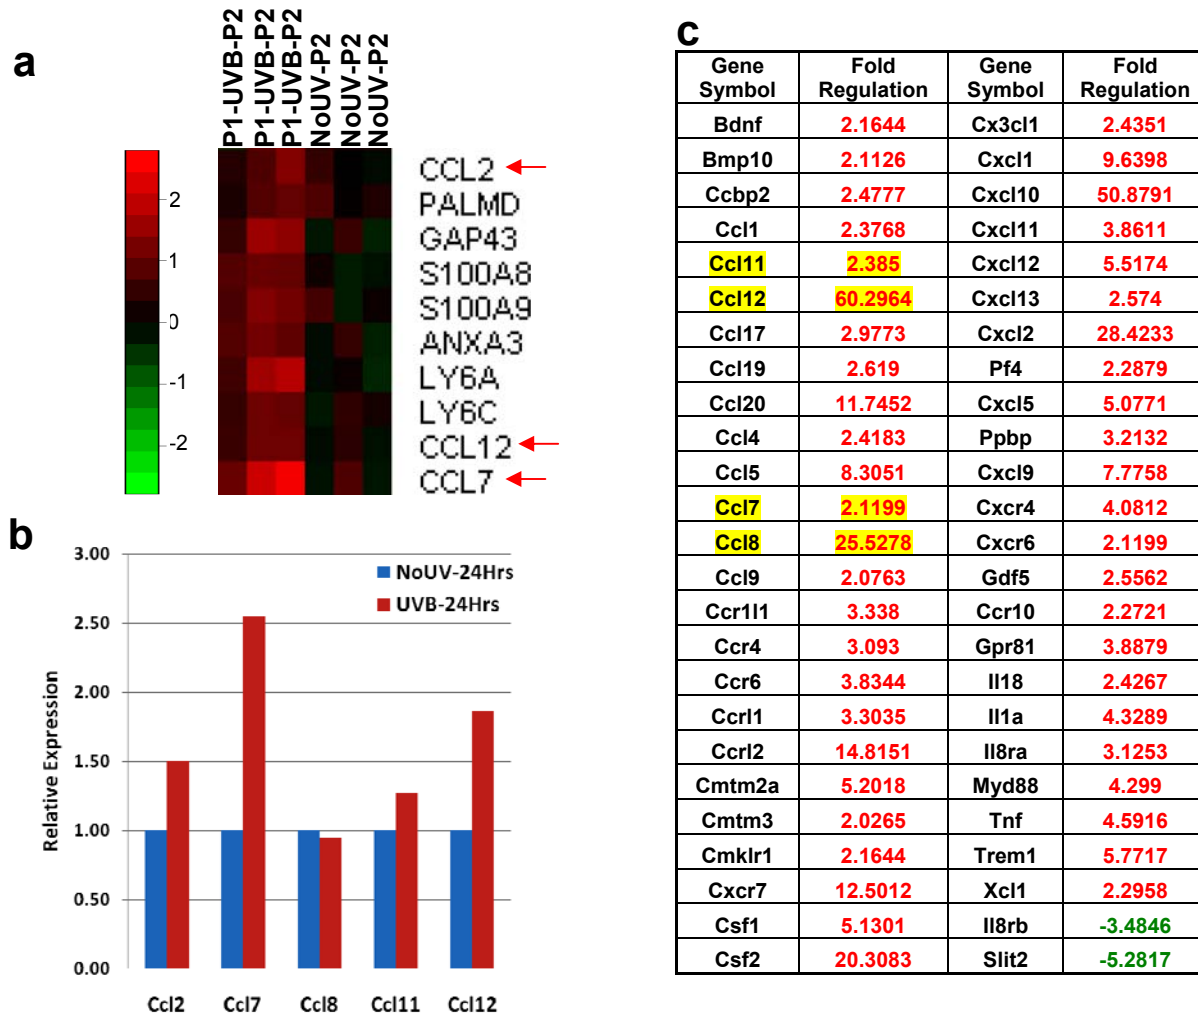 a
P1-UVB-P2
P1-UVB-P2
P1-UVB-P2
NoUV-P2
NoUV-P2
NoUV-P2
2
1
0
-1
-2
CCL2
PALMD
GAP43
S100A8
S100A9
ANXA3
LY6A
LY6C
CCL12
CCL7
b
3.00
2.50
2.00
1.50
1.00
0.50
0.00
Relative Expression
NoUV-24Hrs
UVB-24Hrs
Ccl2 Ccl7 Ccl8 Ccl11 Ccl12
c
Gene Symbol Fold Regulation Gene Symbol Fold Regulation
Bdnf 2.1644 Cx3cl1 2.4351
Bmp10 2.1126 Cxcl1 9.6398
Ccbp2 2.4777 Cxcl10 50.8791
Ccl1 2.3768 Cxcl11 3.8611
Ccl11 2.385 Cxcl12 5.5174
Ccl12 60.2964 Cxcl13 2.574
Ccl17 2.9773 Cxcl2 28.4233
Ccl19 2.619 Pf4 2.2879
Ccl20 11.7452 Cxcl5 5.0771
Ccl4 2.4183 Ppbp 3.2132
Ccl5 8.3051 Cxcl9 7.7758
Ccl7 2.1199 Cxcr4 4.0812
Ccl8 25.5278 Cxcr6 2.1199
Ccl9 2.0763 Gdf5 2.5562
Ccr1l1 3.338 Ccr10 2.2721
Ccr4 3.093 Gpr81 3.8879
Ccr6 3.8344 Il18 2.4267
Ccrl1 3.3035 Il1a 4.3289
Ccrl2 14.8151 Il8ra 3.1253
Cmtm2a 5.2018 Myd88 4.299
Cmtm3 2.0265 Tnf 4.5916
Cmklr1 2.1644 Trem1 5.7717
Cxcr7 12.5012 Xcl1 2.2958
Csf1 5.1301 Il8rb -3.4846
Csf2 20.3083 Slit2 -5.2817